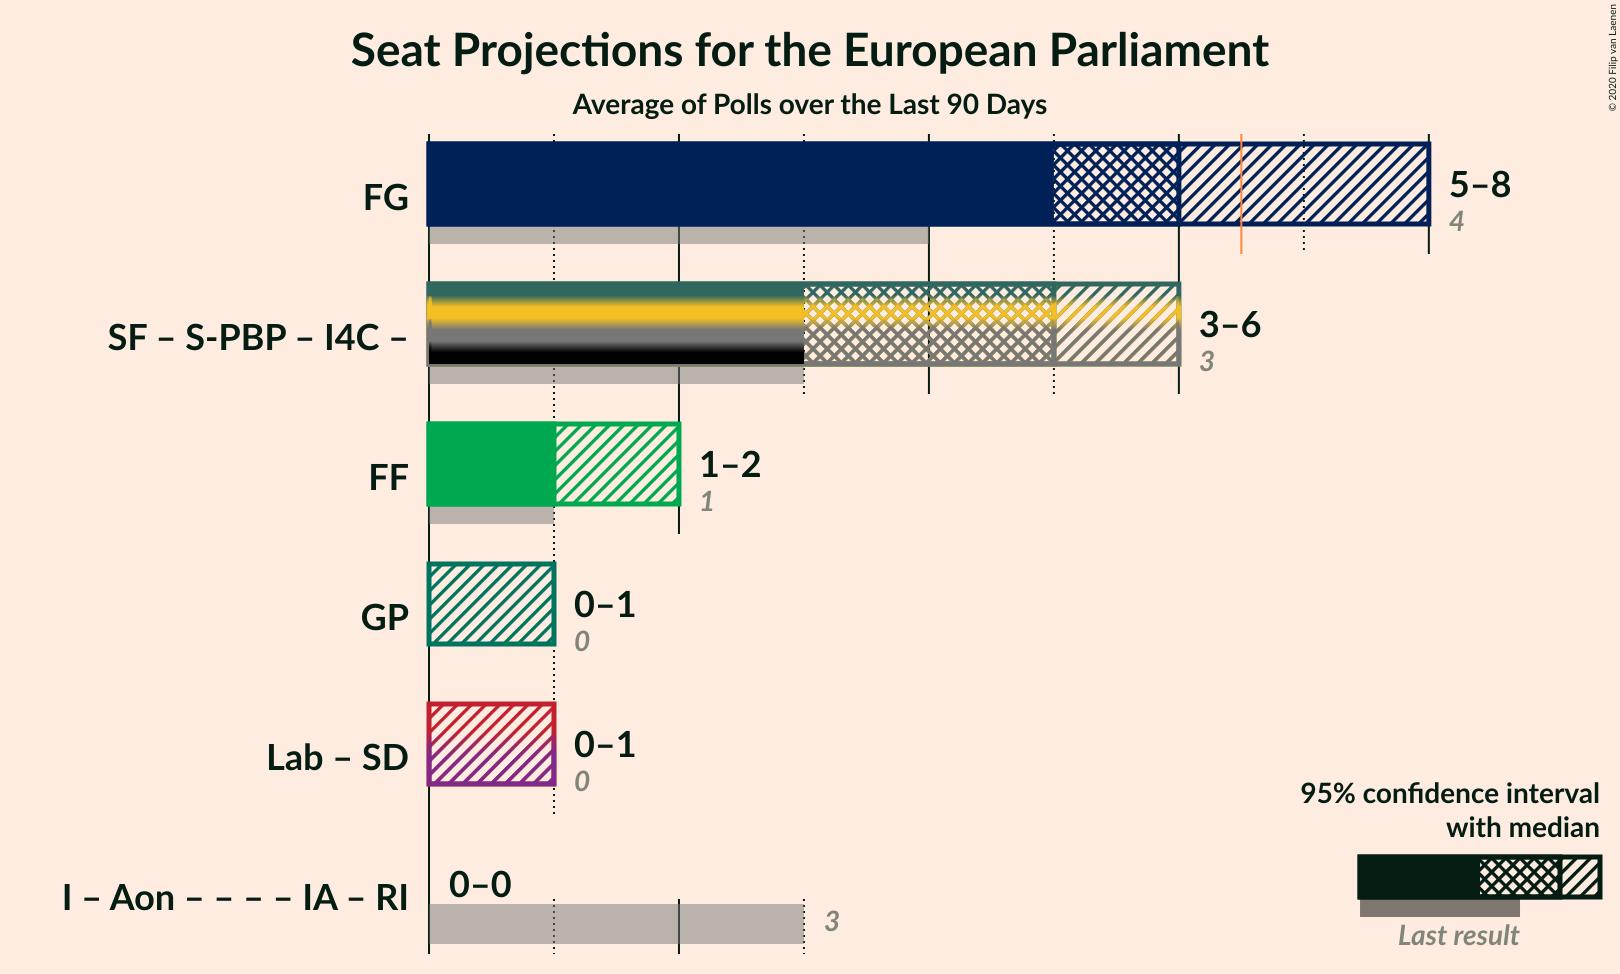 Seat Projections for the European Parliament
Average of Polls over the Last 90 Days
© 2020 Filip van Laenen
FG
5–8
4
SF – S-PBP – I4C –
3–6
3
FF
1–2
1
GP
0–1
0
Lab – SD
0–1
0
I – Aon – – – – IA – RI
0–0
3
95% confidence interval
with median
Last result